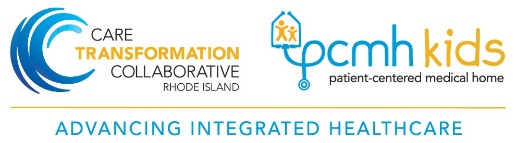 CARE
TRANSFORMATION
COLLABORATIVE
RHODE ISLAND
pcmh kids
patient-centered medical home
ADVANCING INTEGRATED HEALTHCARE